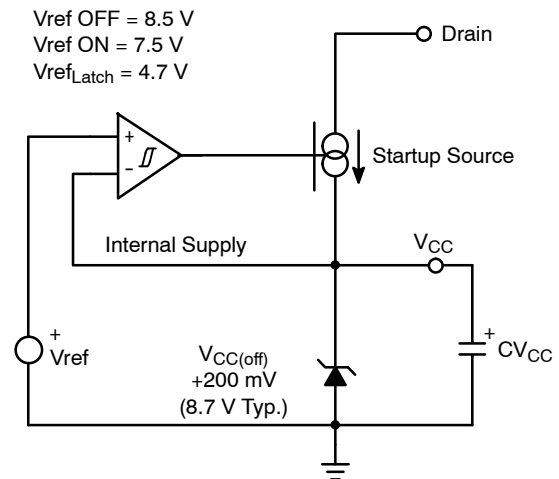 Vref OFF = 8.5 V
Vref ON = 7.5 V
VrefLatch = 4.7 V
Drain
+
-
Startup Source
Internal Supply
VCC
+
Vref
VCC(off)
+200 mV
(8.7 V Typ.)
+
CVCC